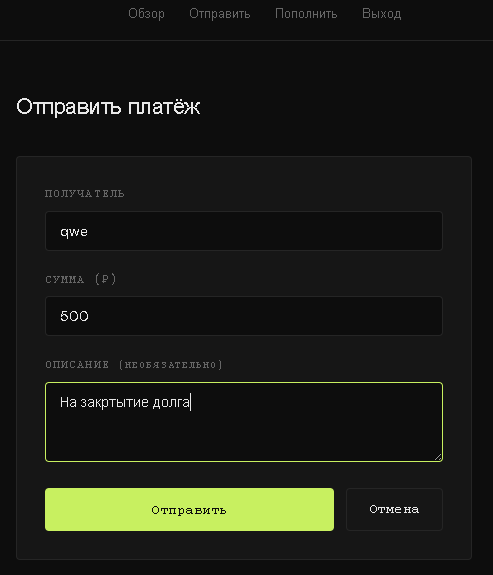 Обзор Отправить Пополнить Выход
Отправить платёж
ПОЛУЧАТЕЛЬ
qwe
СУММА (₽)
500
ОПИСАНИЕ (НЕОБЯЗАТЕЛЬНО)
На закртытие долга
Отправить Отмена